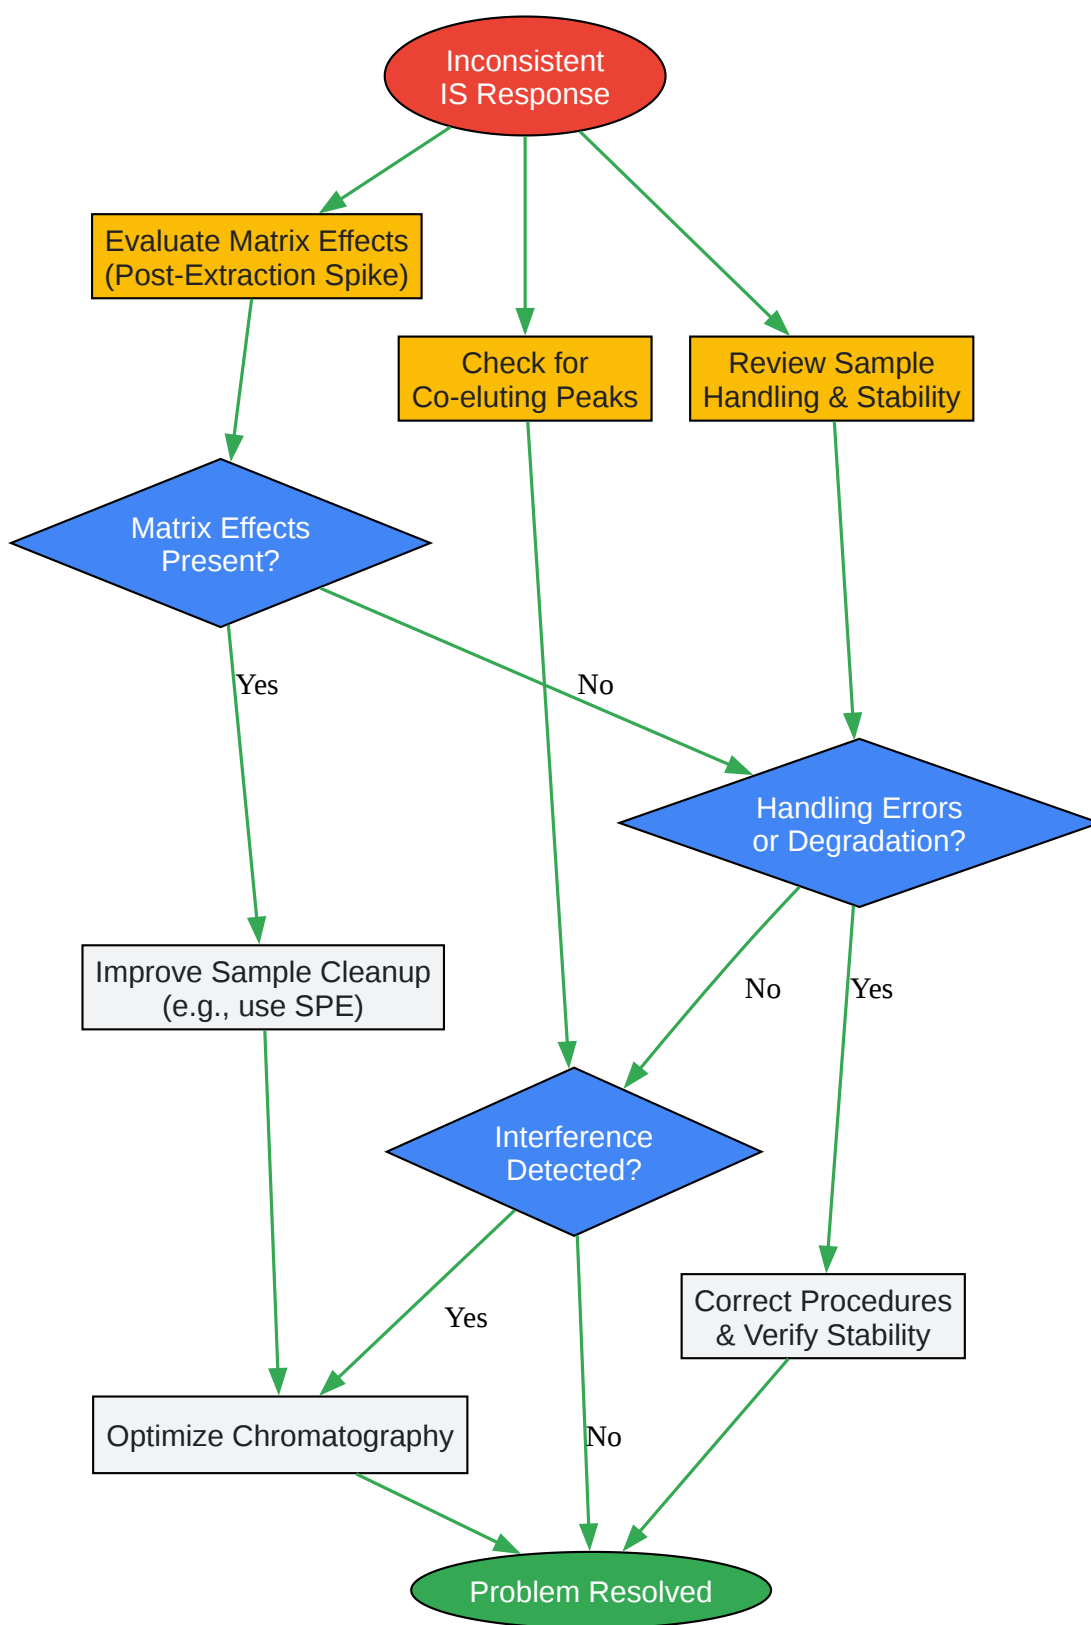 Inconsistent
IS Response
Evaluate Matrix Effects
(Post-Extraction Spike)
Check for
Co-eluting Peaks
Review Sample
Handling & Stability
Matrix Effects
Present?
Yes
No
Handling Errors
or Degradation?
Improve Sample Cleanup
(e.g., use SPE)
No
Yes
Interference
Detected?
Yes
Correct Procedures
& Verify Stability
Optimize Chromatography
No
Problem Resolved